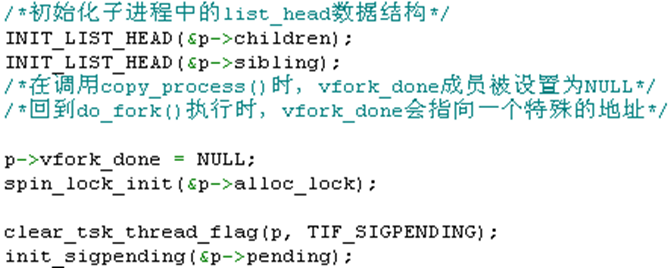 /*初始化子进程中的list_head数据结构*/
INIT_LIST_HEAD(&p->children);
INIT_LIST_HEAD(&p->sibling);
/*在调用copy_process()时，vfork_done成员被设置为NULL*/
/*回到do_fork()执行时，vfork_done会指向一个特殊的地址*/
p->vfork_done = NULL;
spin_lock_init(&p->alloc_lock);
clear_tsk_thread_flag(p, TIF_SIGPENDING);
init_sigpending(&p->pending);